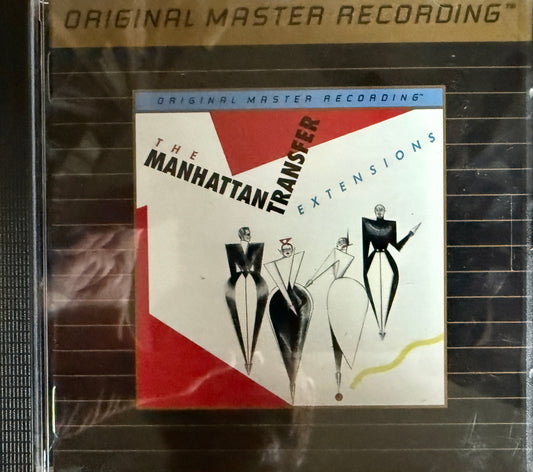 ORIGINAL MASTER RECORDING™
ORIGINAL MASTER RECORDING™
THE
MANHATTAN
TRANSFER
EXTENSIONS